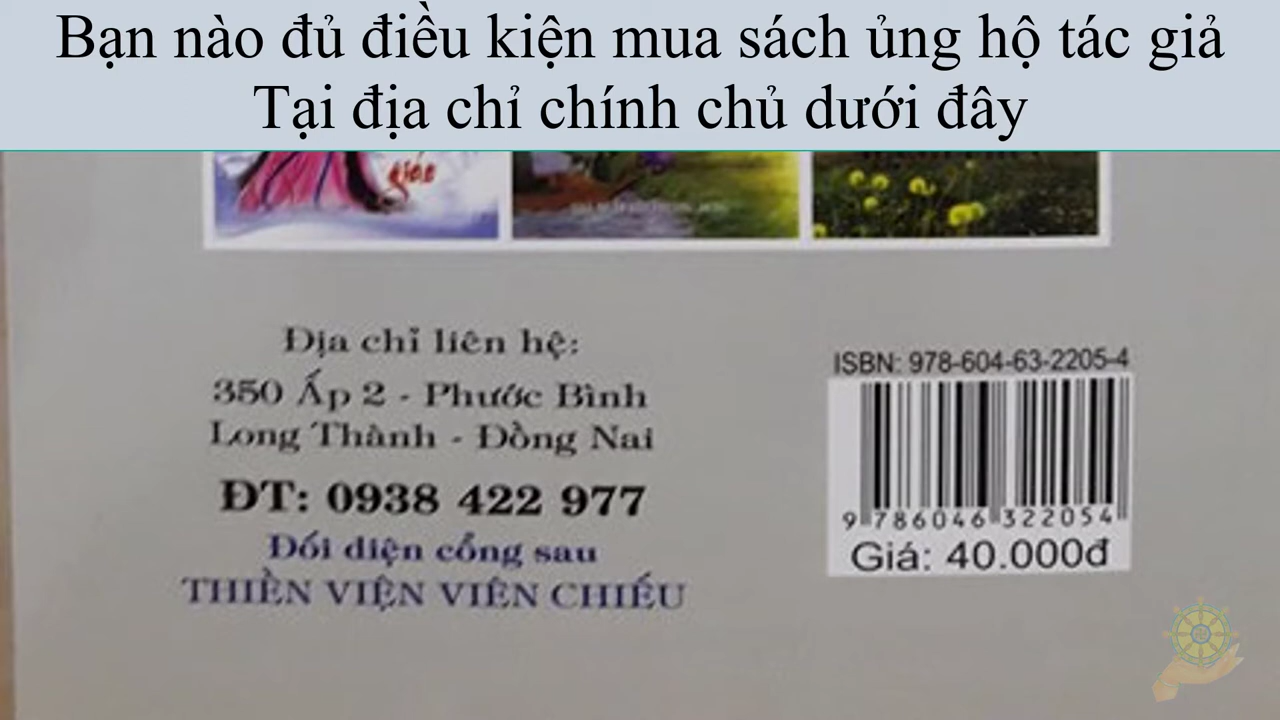 Bạn nào đủ điều kiện mua sách ủng hộ tác giả
Tại địa chỉ chính chủ dưới đây
giác
Địa chỉ liên hệ:
350 Ấp 2 - Phước Bình
Long Thành - Đồng Nai
ĐT: 0938 422 977
Đối diện cổng sau
THIỀN VIỆN VIÊN CHIẾU
ISBN: 978-604-63-2205-4
9 786046 322054
Giá: 40.000đ